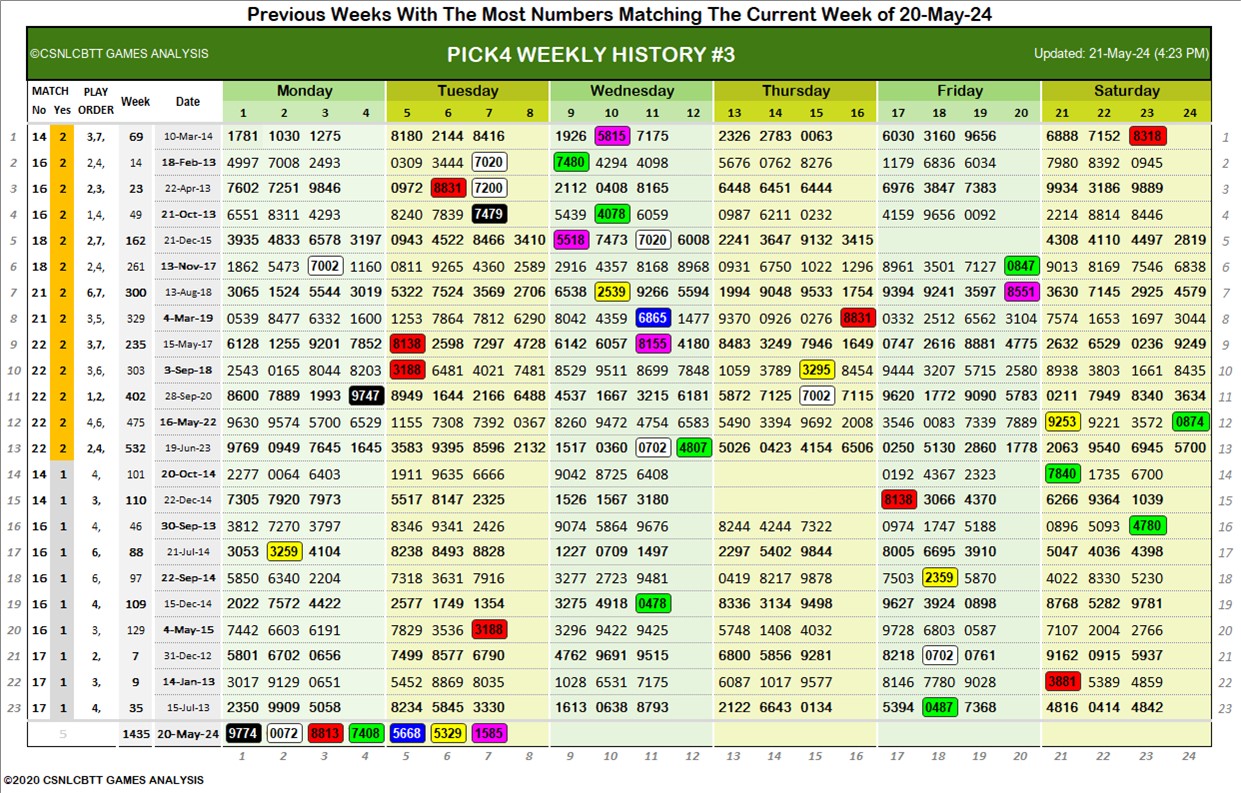 Previous Weeks With The Most Numbers Matching The Current Week of 20-May-24
©CSNLCBTT GAMES ANALYSIS PICK4 WEEKLY HISTORY #3 Updated: 21-May-24 (4:23 PM)
MATCH PLAY Week Date Monday Tuesday Wednesday Thursday Friday Saturday
No Yes ORDER 1 2 3 4 5 6 7 8 9 10 11 12 13 14 15 16 17 18 19 20 21 22 23 24
1 14 2 3,7, 69 10-Mar-14 1781 1030 1275 8180 2144 8416 1926 5815 7175 2326 2783 0063 6030 3160 9656 6888 7152 8318 1
2 16 2 2,4, 14 18-Feb-13 4997 7008 2493 0309 3444 7020 7480 4294 4098 5676 0762 8276 1179 6836 6034 7980 8392 0945 2
3 16 2 2,3, 23 22-Apr-13 7602 7251 9846 0972 8831 7200 2112 0408 8165 6448 6451 6444 6976 3847 7383 9934 3186 9889 3
4 16 2 1,4, 49 21-Oct-13 6551 8311 4293 8240 7839 7479 5439 4078 6059 0987 6211 0232 4159 9656 0092 2214 8814 8446 4
5 18 2 2,7, 162 21-Dec-15 3935 4833 6578 3197 0943 4522 8466 3410 5518 7473 7020 6008 2241 3647 9132 3415 4308 4110 4497 2819 5
6 18 2 2,4, 261 13-Nov-17 1862 5473 7002 1160 0811 9265 4360 2589 2916 4357 8168 8968 0931 6750 1022 1296 8961 3501 7127 0847 9013 8169 7546 6838 6
7 21 2 6,7, 300 13-Aug-18 3065 1524 4544 3019 5322 7524 3569 2706 6538 2539 9266 5594 1994 9048 9533 1754 9394 9241 3597 8551 3630 7145 2925 4579 7
8 21 2 3,5, 329 4-Mar-19 0539 8477 6332 1600 1253 7864 7812 6290 8042 4359 6865 1477 9370 0926 0276 8831 0332 2512 6562 3104 7574 1653 1697 3044 8
9 22 2 3,7, 235 15-May-17 6128 1255 9201 7852 8138 2598 7297 4728 6142 6057 8155 4180 8483 3249 7946 1649 0747 2616 8881 4775 2632 6529 0236 9249 9
10 22 2 3,6, 303 3-Sep-18 2543 0165 8044 8203 3188 6481 4021 7481 8529 9511 8699 7848 1059 3789 3295 8454 9444 3207 5715 2580 8938 3803 1661 8435 10
11 22 2 1,2, 402 28-Sep-20 8600 7889 1993 9747 8949 1644 2166 6488 4537 1667 3215 6181 5872 7125 7002 7115 9620 1772 9090 5783 0211 7949 8340 3634 11
12 22 2 4,6, 475 16-May-22 9630 9574 5700 6529 1155 7308 8392 0367 8260 9472 4754 6583 5490 3394 9692 2008 3546 0083 7339 7889 9253 9221 3572 0874 12
13 22 2 2,4, 532 19-Jun-23 9769 0949 7645 1645 3583 9395 8596 2132 1517 0360 0702 4807 5026 0423 4154 6506 0250 5130 2860 1778 2063 9540 6945 5700 13
14 14 1 4, 101 20-Oct-14 2277 0064 6403 1911 9635 6666 9042 8725 6408 0192 4367 2323 7840 1735 6700 14
15 14 1 3, 110 22-Dec-14 7305 7920 7973 5517 8147 2325 1526 1567 3180 8138 3066 4370 6266 9364 1039 15
16 16 1 4, 46 30-Sep-13 3812 7270 3797 8346 9341 2426 9074 5864 9676 8244 4244 7322 0974 1747 5188 0896 5093 4780 16
17 16 1 6, 88 21-Jul-14 3053 3259 4104 8238 8493 8828 1227 0709 1497 2297 5402 9844 8005 6695 3910 5047 4036 4398 17
18 16 1 6, 97 22-Sep-14 5850 6340 2204 7318 3631 7916 3277 2723 9481 0419 8217 9878 7503 2359 5870 4022 8330 5230 18
19 16 1 4, 109 15-Dec-14 2022 7572 4422 2577 1749 1354 3275 4918 0478 8336 3134 9498 9627 3924 0898 8768 5282 9781 19
20 16 1 3, 129 4-May-15 7442 6603 6191 7829 3536 3188 3296 9422 9425 5748 1408 4032 9728 6803 0587 7107 2004 2766 20
21 17 1 2, 7 31-Dec-12 5801 6702 0656 7499 8577 6790 4762 9691 9515 6800 5856 9281 8218 0702 0761 9162 0915 5937 21
22 17 1 3, 9 14-Jan-13 3017 9129 0651 5452 8869 8035 1028 6531 7175 6087 1017 9577 8146 7780 9028 3881 5389 4859 22
23 17 1 4, 35 15-Jul-13 2350 9909 5058 8234 5845 3330 1613 0638 8793 2122 6643 0134 5394 0487 7368 4816 0414 4842 23
5 1435 20-May-24 9774 0072 8813 7408 5668 5329 1585
1 2 3 4 5 6 7 8 9 10 11 12 13 14 15 16 17 18 19 20 21 22 23 24
©2020 CSNLCBTT GAMES ANALYSIS